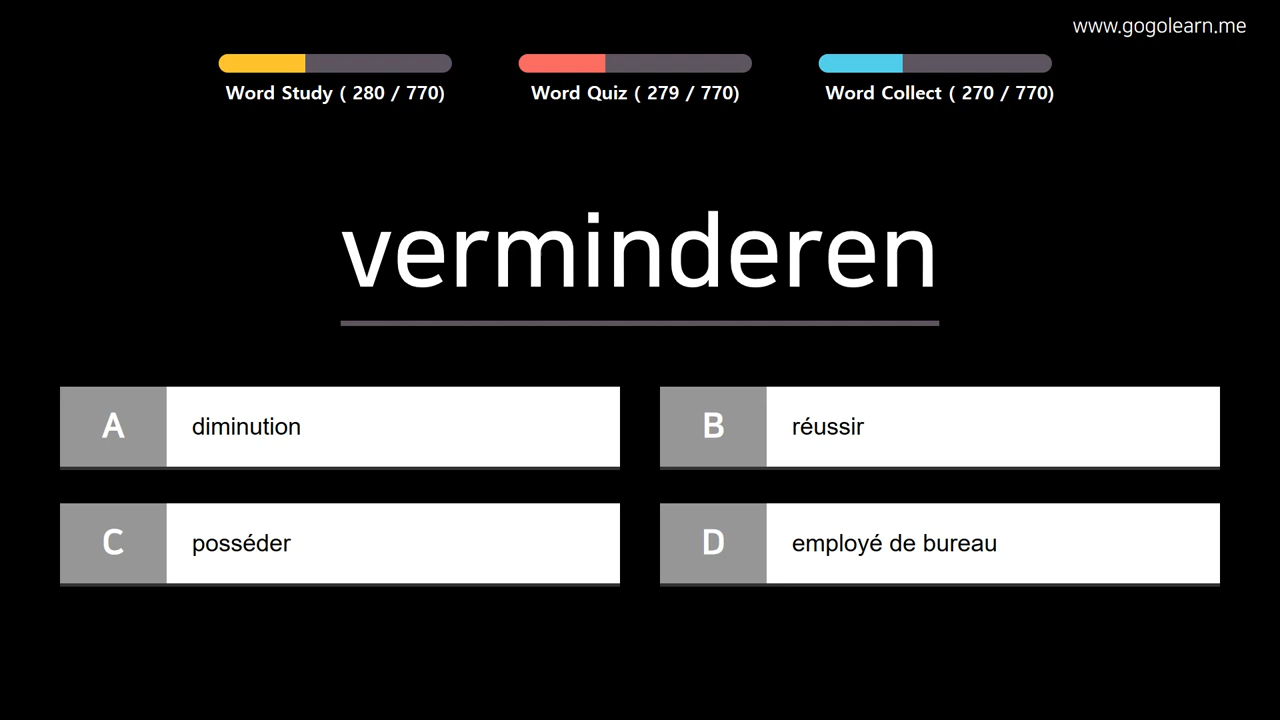 www.gogolearn.me
Word Study ( 280 / 770)
Word Quiz ( 279 / 770)
Word Collect ( 270 / 770)
verminderen
A diminution
B réussir
C posséder
D employé de bureau